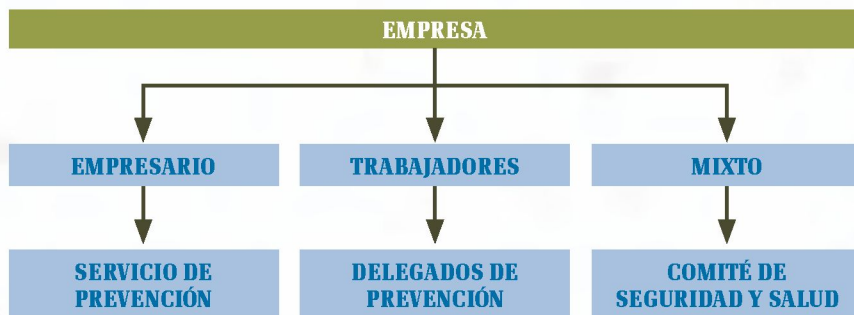 EMPRESA
EMPRESARIO
TRABAJADORES
MIXTO
SERVICIO DE
PREVENCIÓN
DELEGADOS DE
PREVENCIÓN
COMITÉ DE
SEGURIDAD Y SALUD